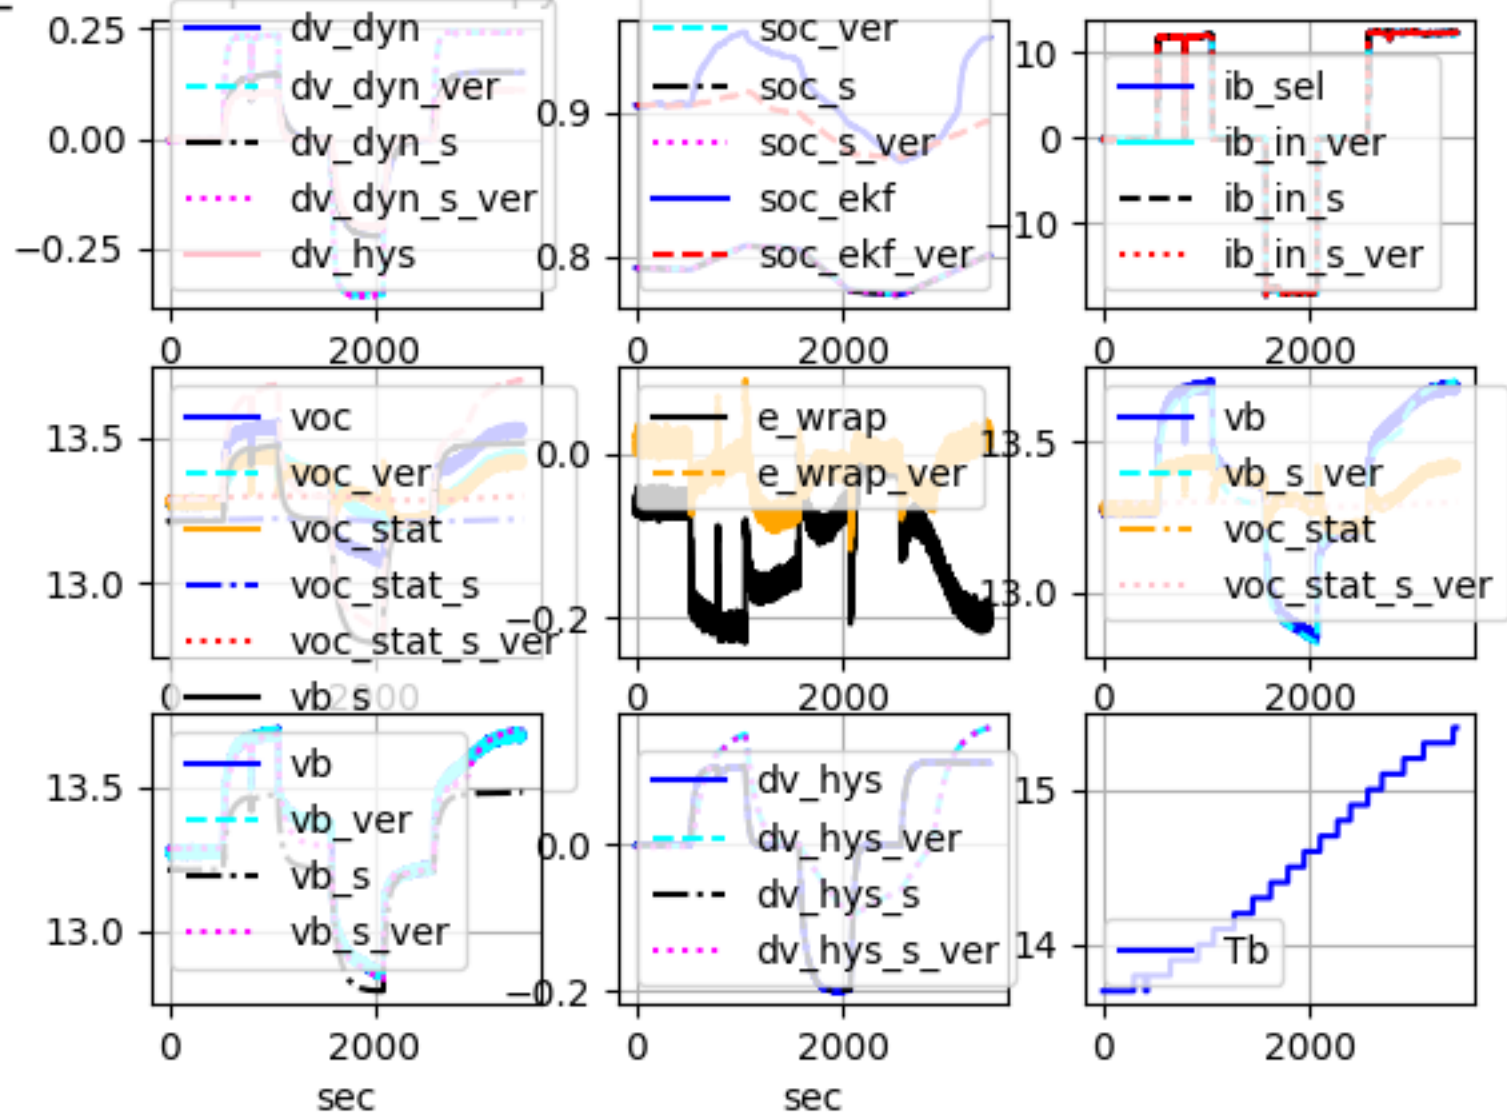 0.25
0.00
−0.25
dv_dyn
dv_dyn_ver
dv_dyn_s
dv_dyn_s_ver
dv_hys
0
2000
0.9
0.8
soc_ver
soc_s
soc_s_ver
soc_ekf
soc_ekf_ver
0
2000
10
0
10
ib_sel
ib_in_ver
ib_in_s
ib_in_s_ver
0
2000
13.5
13.0
voc
voc_ver
voc_stat
voc_stat_s
voc_stat_s_ver
vb_s
0
2000
0.0
−0.2
e_wrap
e_wrap_ver
0
2000
13.5
13.0
vb
vb_s_ver
voc_stat
voc_stat_s_ver
0
2000
13.5
13.0
vb
vb_ver
vb_s
vb_s_ver
0
2000
sec
0.0
−0.2
dv_hys
dv_hys_ver
dv_hys_s
dv_hys_s_ver
0
2000
sec
15
14
Tb
0
2000